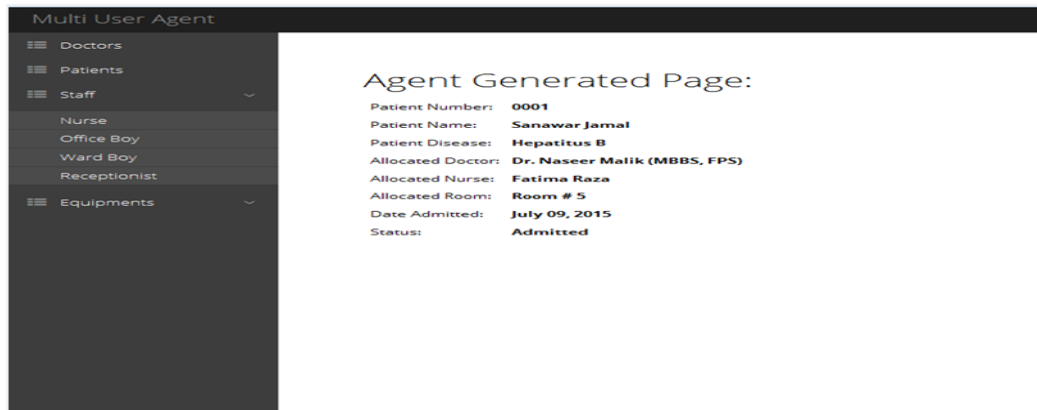 Multi User Agent
Doctors
Patients
Staff
Nurse
Office Boy
Ward Boy
Receptionist
Equipments
Agent Generated Page:
Patient Number: 0001
Patient Name: Sanawar Jamal
Patient Disease: Hepatitus B
Allocated Doctor: Dr. Naseer Malik (MBBS, FPS)
Allocated Nurse: Fatima Raza
Allocated Room: Room # 5
Date Admitted: July 09, 2015
Status: Admitted